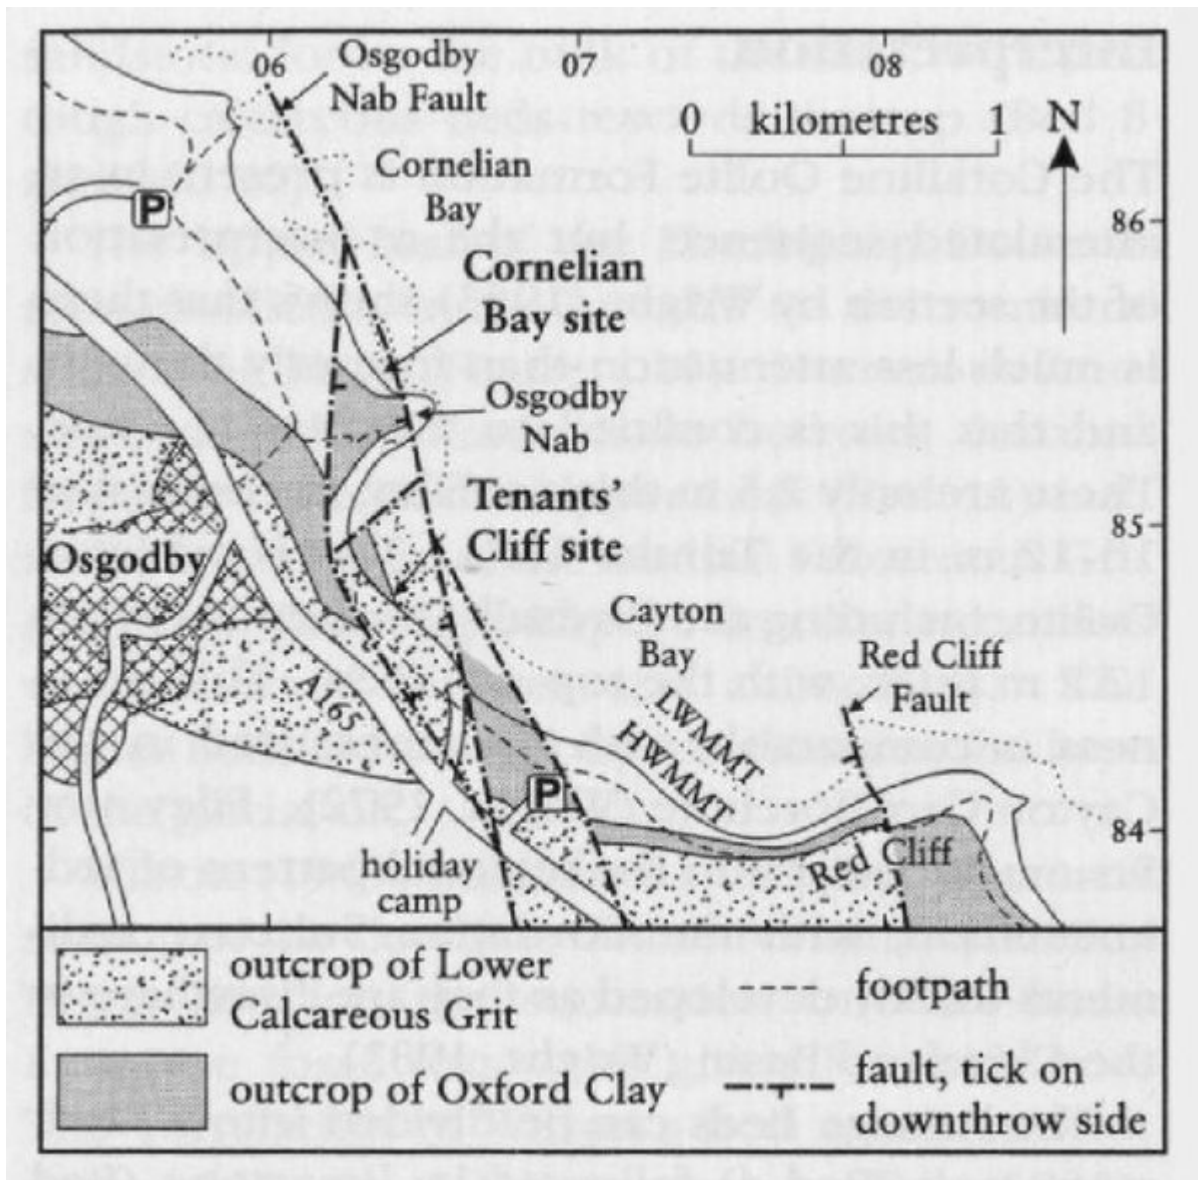 06
07
08
Osgodby
Nab Fault
0 kilometres 1
N
Cornelian
Bay
P
86
Cornelian
Bay site
Osgodby
Nab
Tenants'
Cliff site
85
Osgodby
Cayton
Bay
Red Cliff
Fault
A165
LWMMT
HWMMT
P
84
Red Cliff
holiday
camp
outcrop of Lower
Calcareous Grit
footpath
outcrop of Oxford Clay
fault, tick on
downthrow side